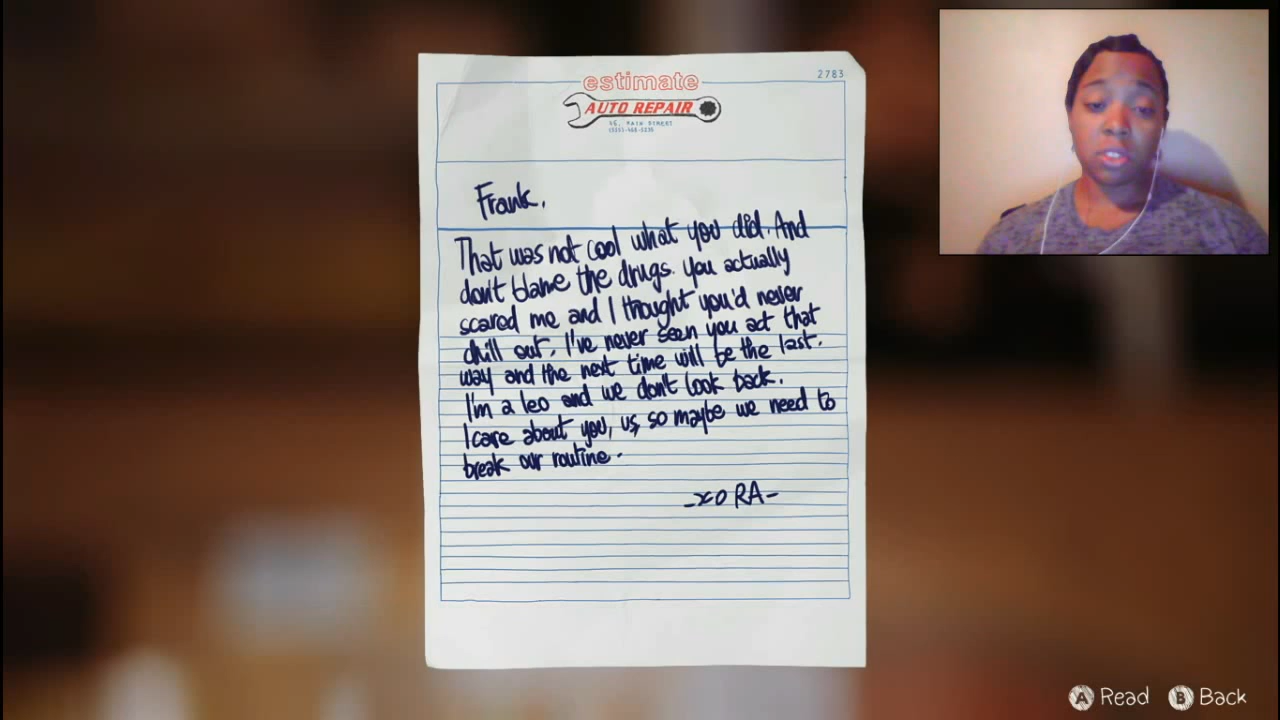 2783
estimate
AUTO REPAIR
Frank,
That was not cool what you did. And
don't blame the drugs. You actually
scared me and I thought you'd never
chill out. I've never seen you act that
way and the next time will be the last.
I'm a leo and we don't look back.
I care about you, us, so maybe we need to
break our routine.
-xo RA-
A Read B Back